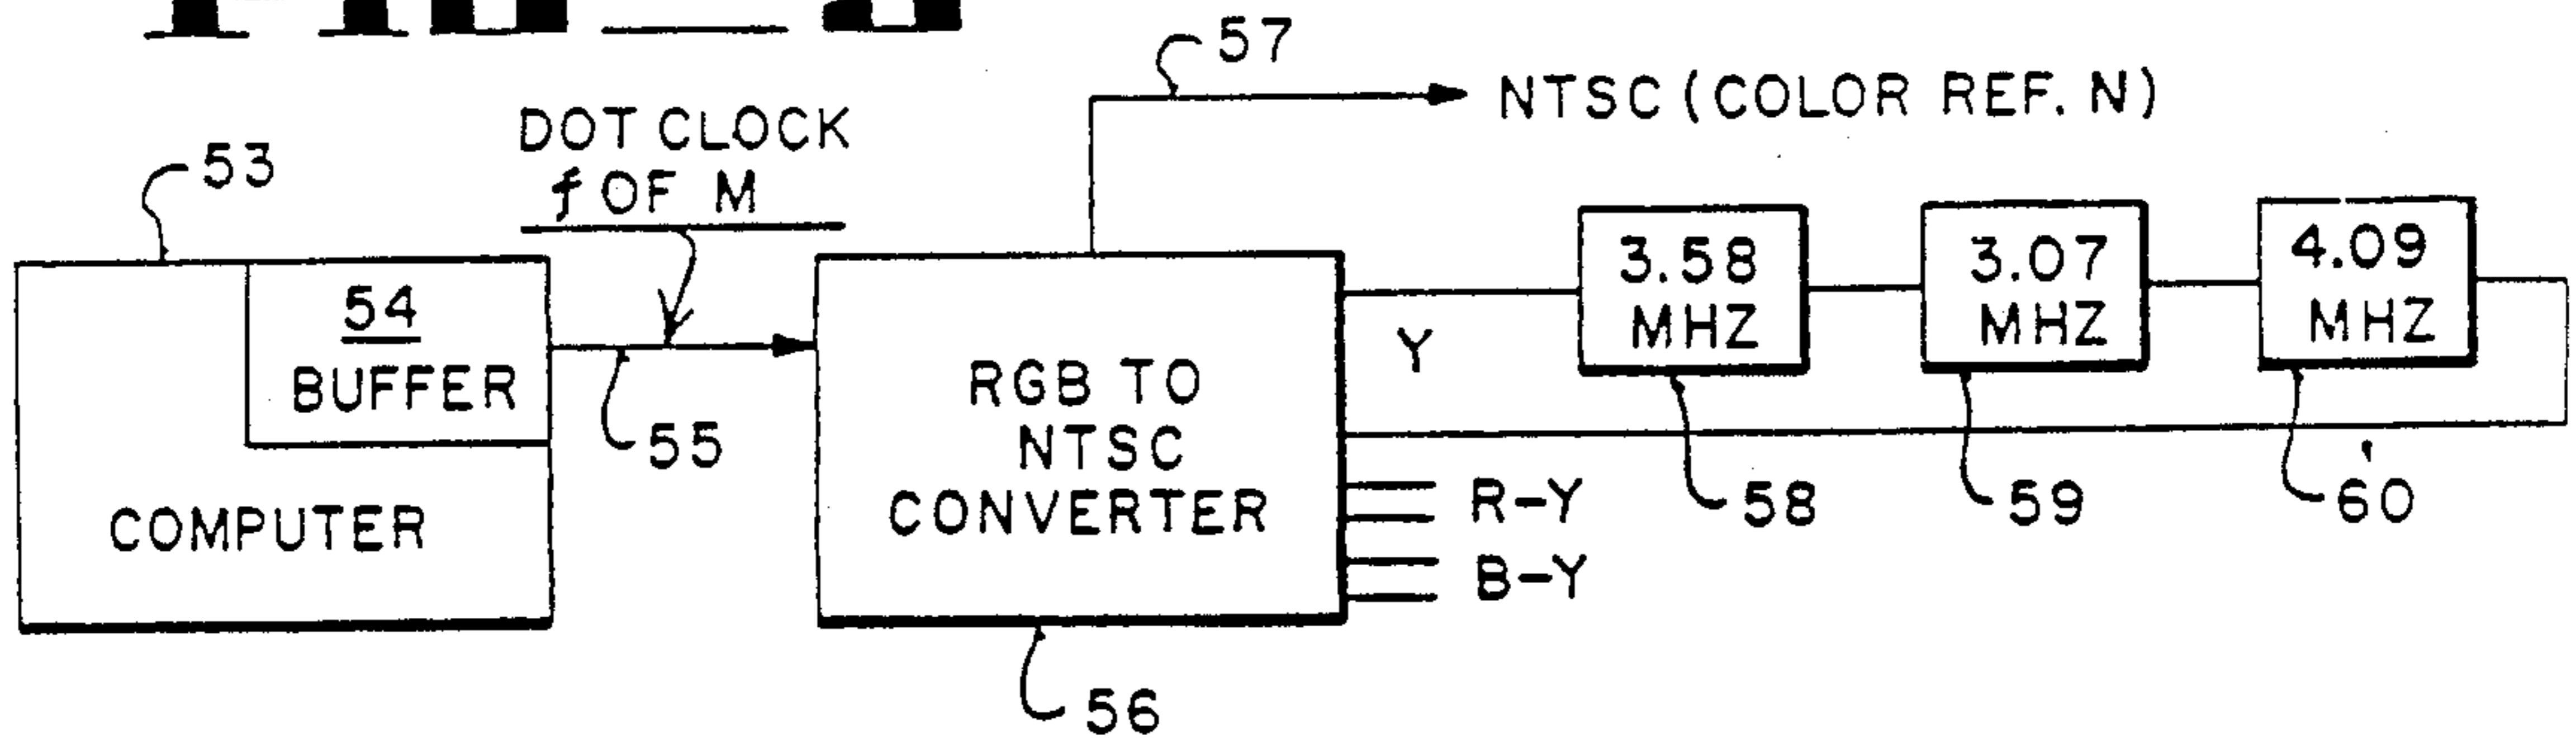 57
NTSC (COLOR REF. N)
DOT CLOCK
f OF M
53
54
BUFFER
COMPUTER
55
RGB TO
NTSC
CONVERTER
56
Y
3.58
MHZ
3.07
MHZ
4.09
MHZ
58
59
60
R-Y
B-Y